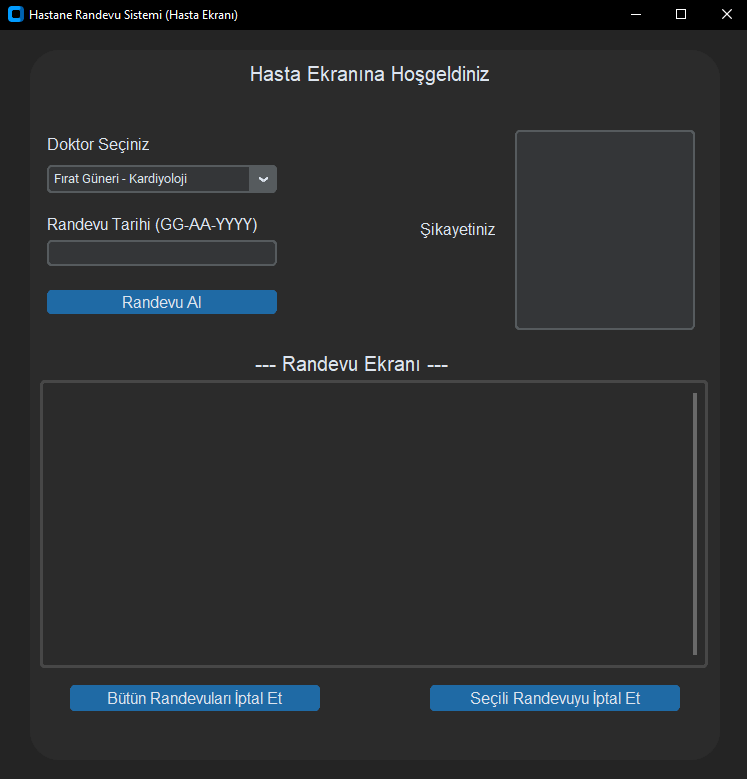 Hastane Randevu Sistemi (Hasta Ekranı)
Hasta Ekranına Hoşgeldiniz
Doktor Seçiniz
Fırat Güneri - Kardiyoloji
Randevu Tarihi (GG-AA-YYYY)
Şikayetiniz
Randevu Al
--- Randevu Ekranı ---
Bütün Randevuları İptal Et
Seçili Randevuyu İptal Et